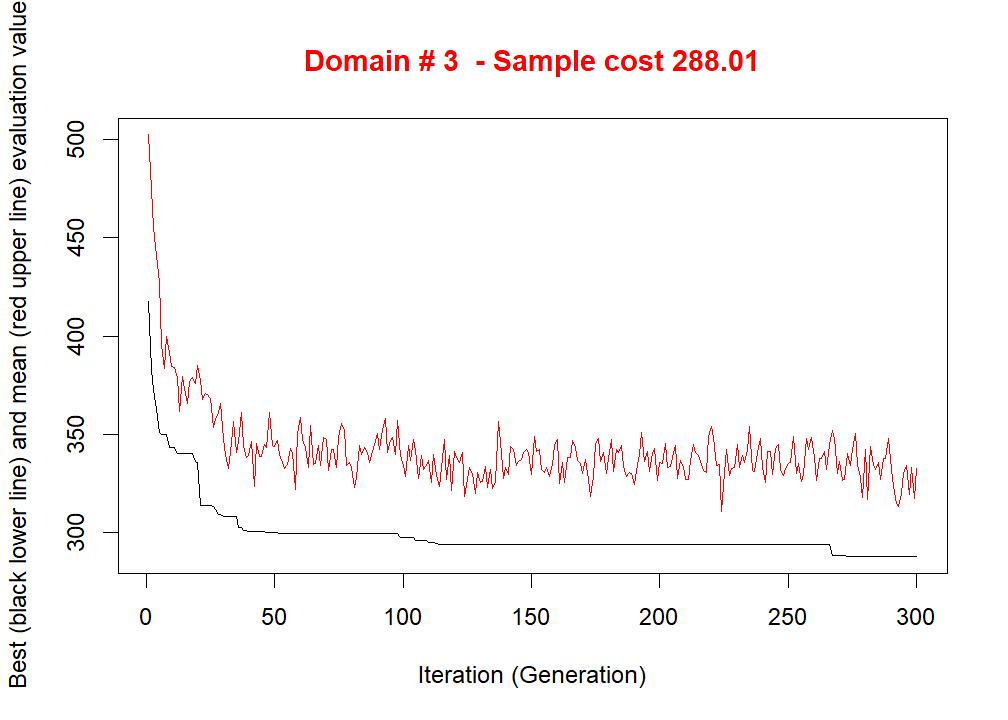 Domain # 3  - Sample cost 288.01
Best (black lower line) and mean (red upper line) evaluation value
500
450
400
350
300
0 50 100 150 200 250 300
Iteration (Generation)